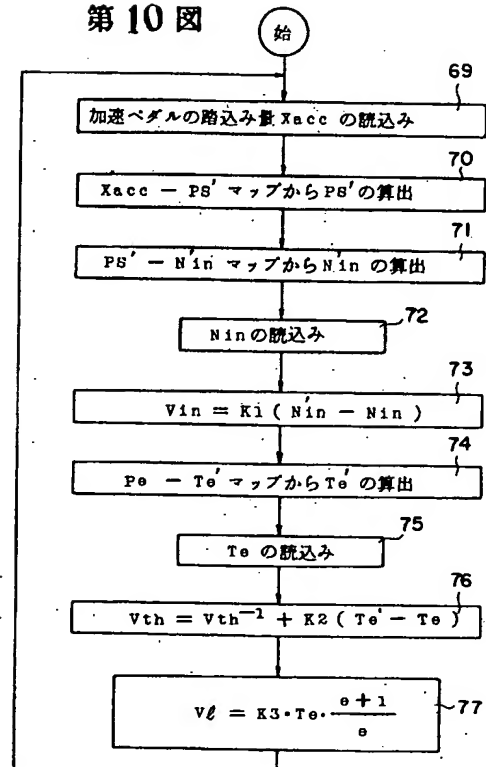 第10図
始
69
加速ペダルの踏込み量Xacc の読込み
70
Xacc － PS' マップからPS'の算出
71
PS' － N'in マップからN'in の算出
72
Ninの読込み
73
Vin = K1 ( N'in － Nin )
74
Pe － Te' マップからTe' の算出
75
Te の読込み
76
Vth = Vth⁻¹ + K2 ( Te' － Te )
77
Vℓ = K3・Te・(e+1)/e